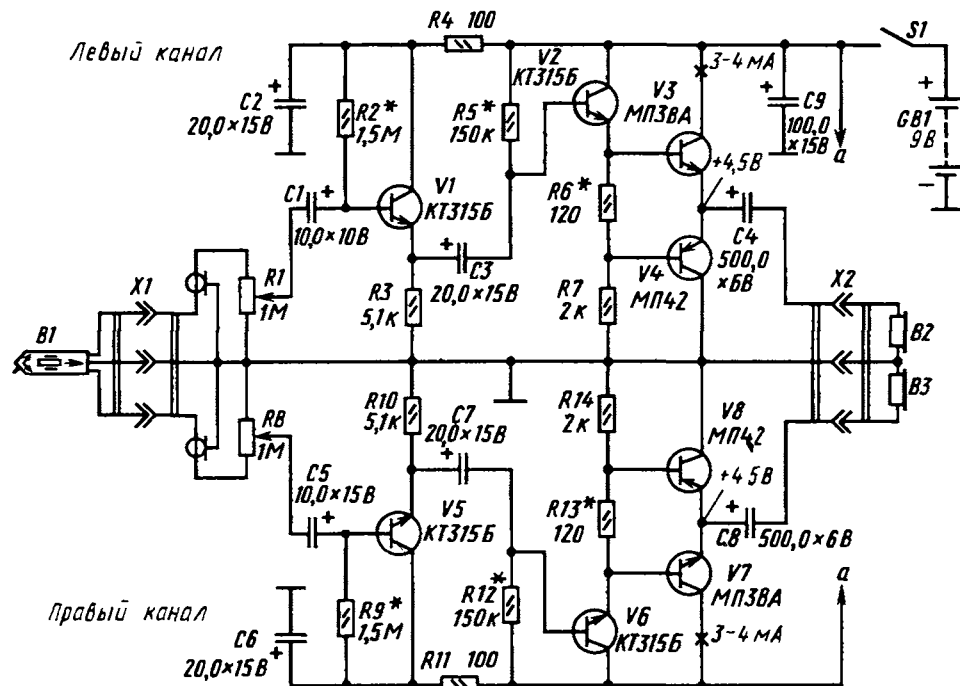 Левый канал
R4 100
S1
C2
20,0×15В
R2*
1,5М
R5*
150к
V2
КТ315Б
V3
МП38А
3-4 мА
C9
100,0
×15В
а
GB1
9В
C1
10,0×10В
V1
КТ315Б
R6*
120
+4,5В
C4
500,0
×6В
C3
20,0×15В
V4
МП42
X1
R1
1М
R3
5,1к
R7
2к
X2
B1
B2
B3
R8
1М
R10
5,1к
C7
20,0×15В
R14
2к
V8
МП42
+4,5В
C5
10,0×15В
V5
КТ315Б
R13*
120
C8
500,0×6В
V7
МП38А
а
Правый канал
R9*
1,5М
R12*
150к
V6
КТ315Б
3-4 мА
C6
20,0×15В
R11 100